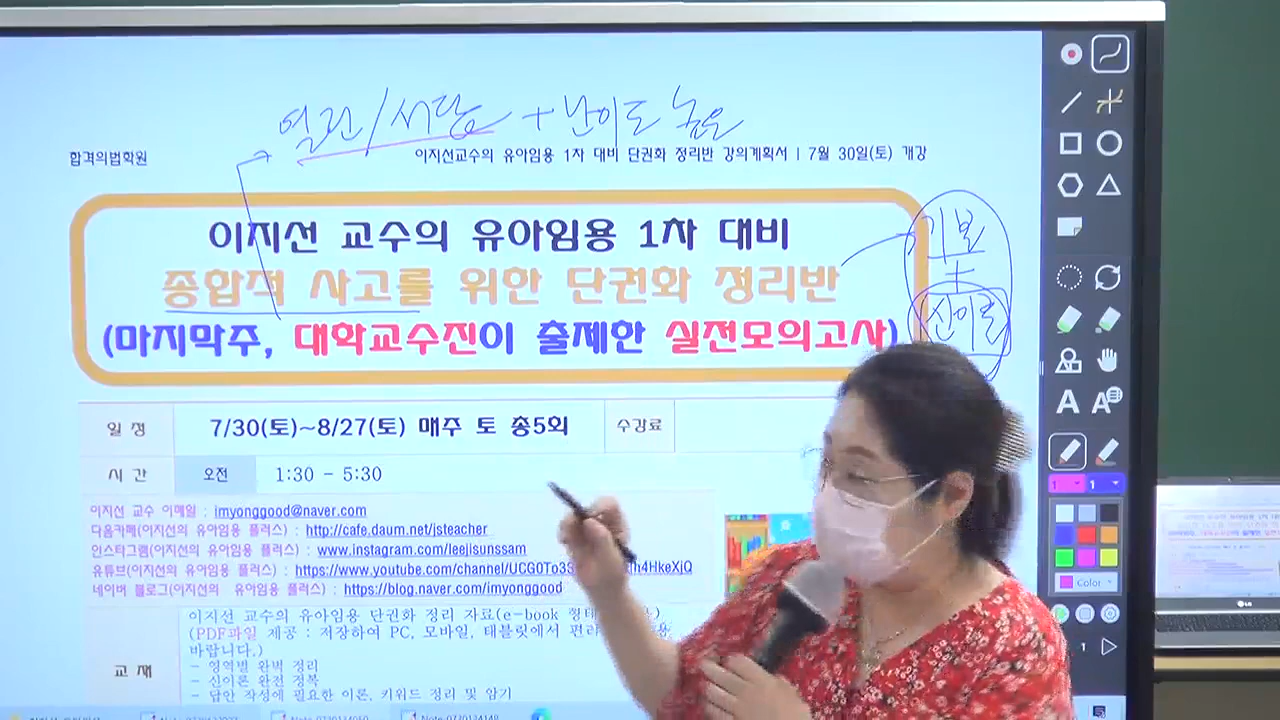 열린/서답 + 난이도 높은
합격의법학원
이지선교수의 유아임용 1차 대비 단권화 정리반 강의계획서 | 7월 30일(토) 개강
이지선 교수의 유아임용 1차 대비
종합적 사고를 위한 단권화 정리반
(마지막주, 대학교수진이 출제한 실전모의고사)
기본
+
신이론
일 정
7/30(토)~8/27(토) 매주 토 총5회
수강료
시 간
오전
1:30 - 5:30
이지선 교수 이메일 : imyonggood@naver.com
다음카페(이지선의 유아임용 플러스) : http://cafe.daum.net/jsteacher
인스타그램(이지선의 유아임용 플러스) : www.instagram.com/leejisunssam
유튜브(이지선의 유아임용 플러스) : https://www.youtube.com/channel/UCG0To3S h4HkeXjQ
네이버 블로그(이지선의 유아임용 플러스) : https://blog.naver.com/imyonggood
교 재
이지선 교수의 유아임용 단권화 정리 자료(e-book 형태
(PDF파일 제공 : 저장하여 PC, 모바일, 태블릿에서 편리
바랍니다.)
- 영역별 완벽 정리
- 신이론 완전 정복
- 답안 작성에 필요한 이론, 키워드 정리 및 암기
A
A
1
1
Color
1
LG